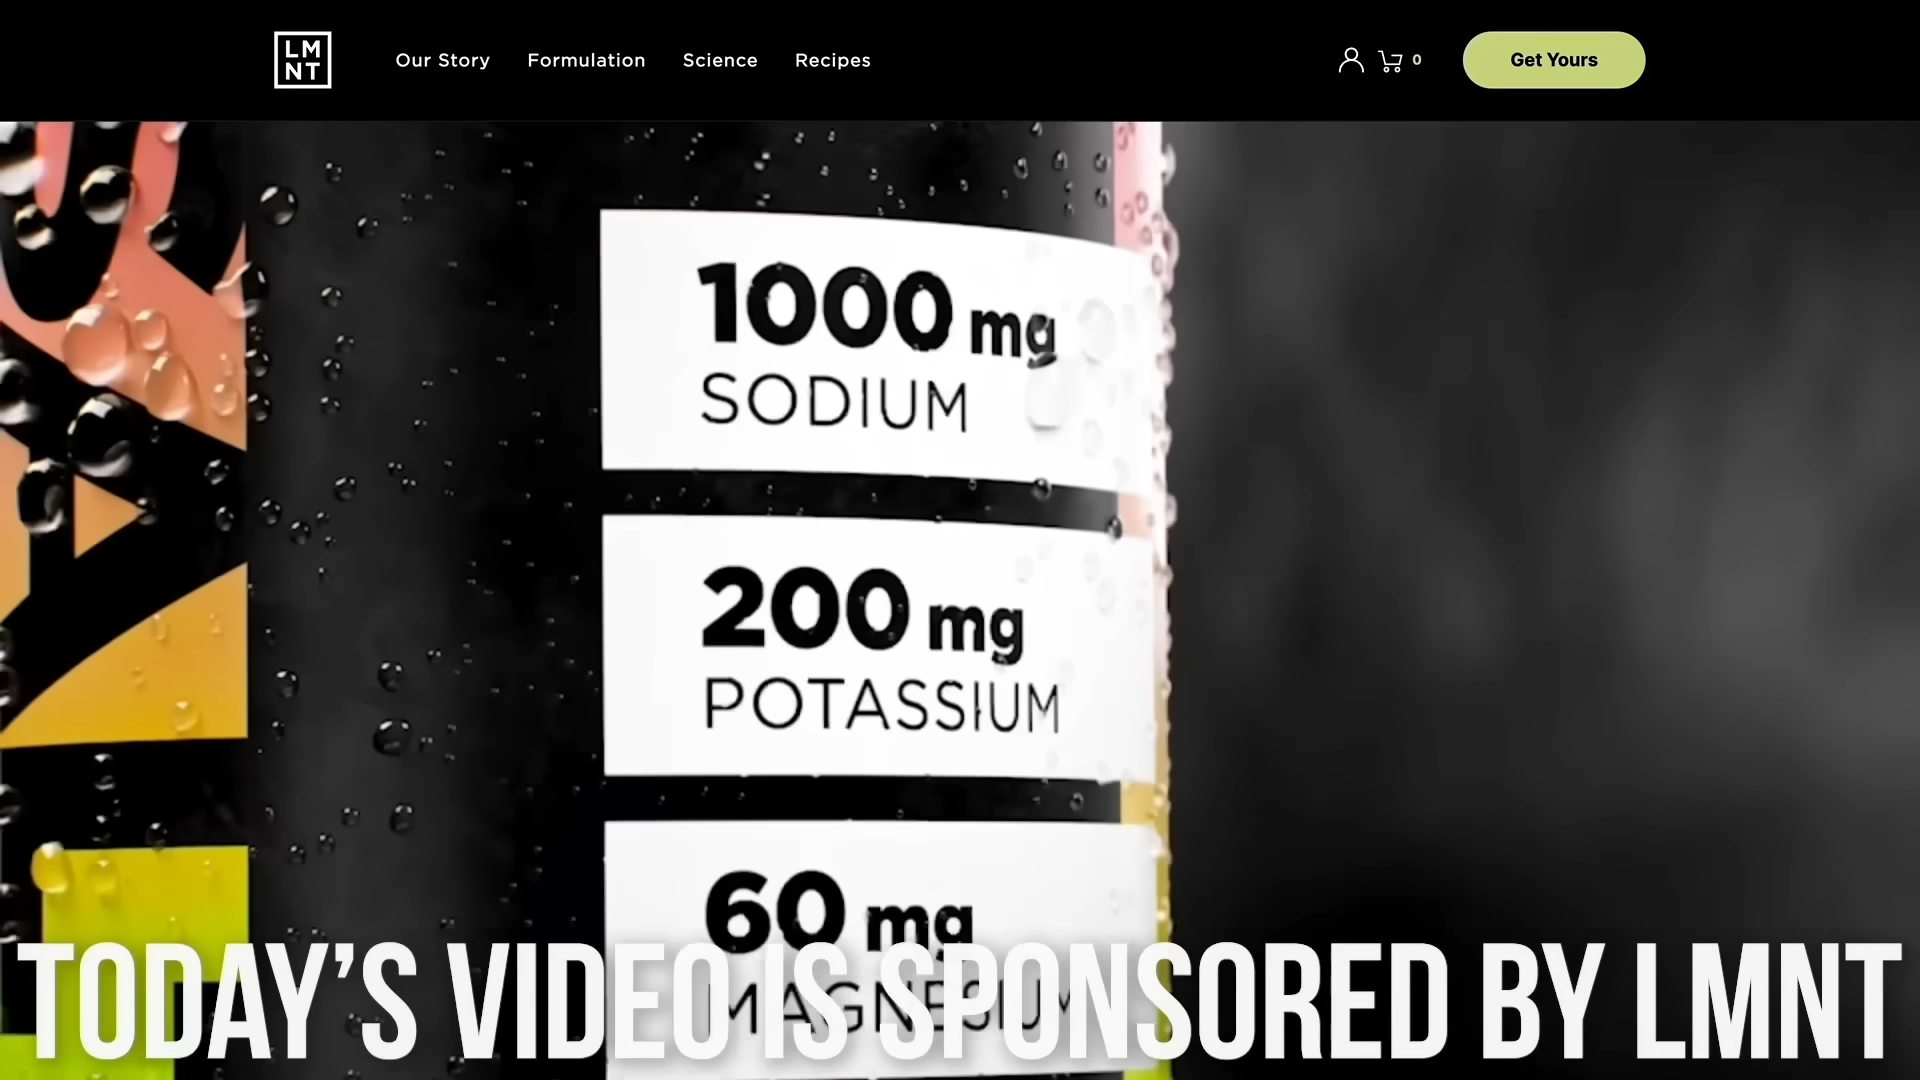 LM
NT
Our Story Formulation Science Recipes 0 Get Yours
1000 mg
SODIUM
200 mg
POTASSIUM
60 mg
MAGNESIUM
TODAY’S VIDEO IS SPONSORED BY LMNT